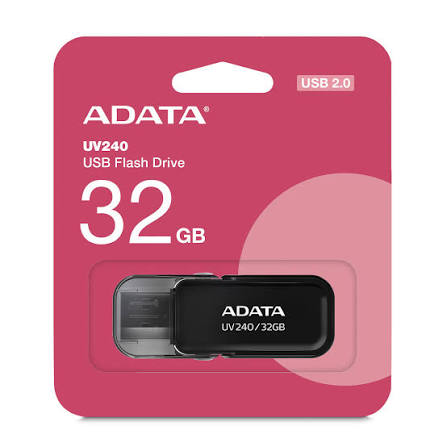 USB 2.0
ADATA®
UV240
USB Flash Drive
32GB
ADATA
UV240/32GB